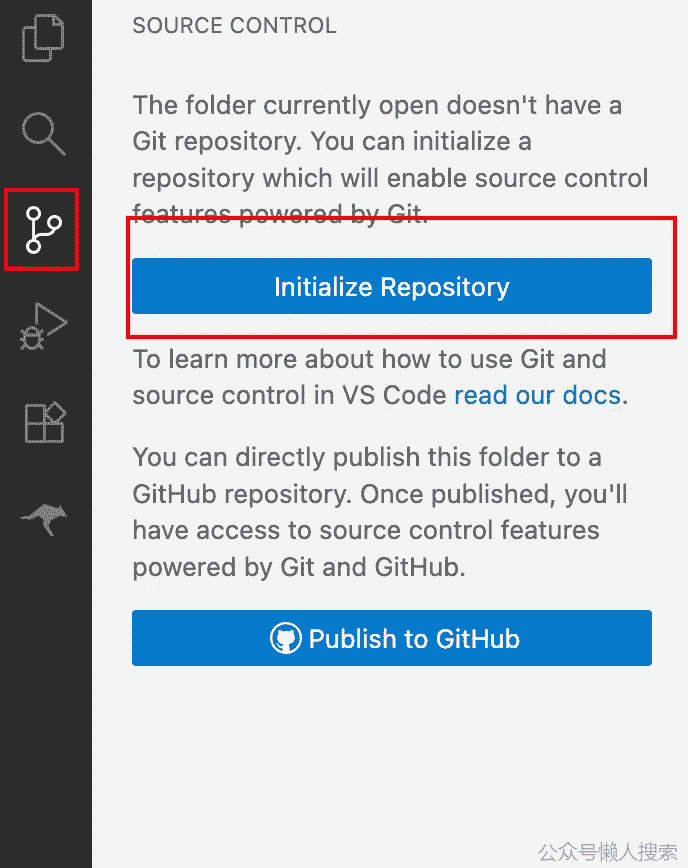 SOURCE CONTROL
The folder currently open doesn't have a
Git repository. You can initialize a
repository which will enable source control
features powered by Git.
Initialize Repository
To learn more about how to use Git and
source control in VS Code read our docs.
You can directly publish this folder to a
GitHub repository. Once published, you'll
have access to source control features
powered by Git and GitHub.
Publish to GitHub
公众号懒人搜索